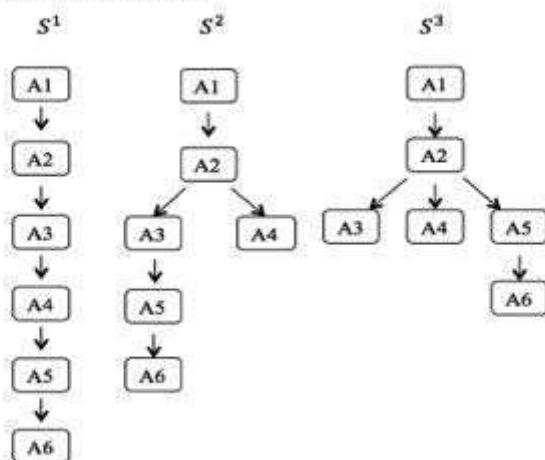 S¹ S² S³
A1 A1 A1
A2 A2 A2
A3 A3 A4 A3 A4 A5
A4 A5 A6
A5 A6
A6